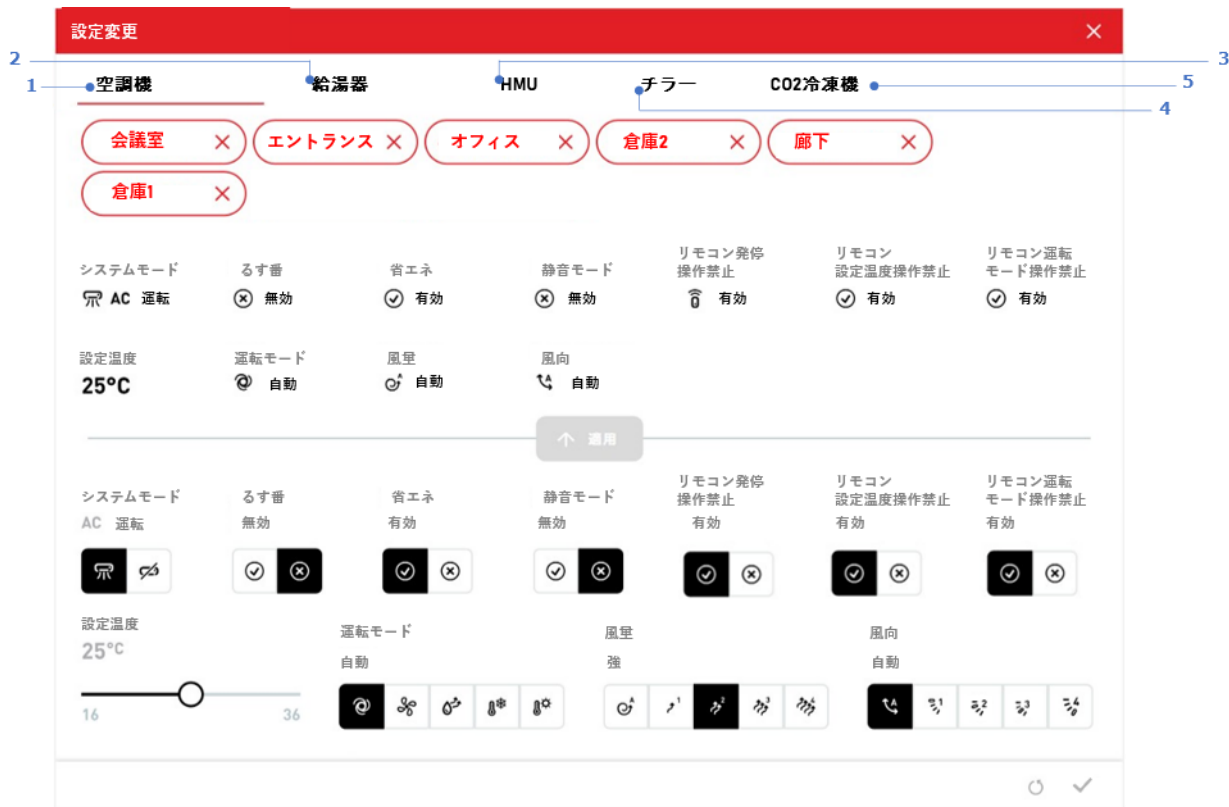 設定変更
2
3
1
空調機 給湯器 HMU チラー CO2冷凍機
5
4
会議室 エントランス オフィス 倉庫2 廊下
倉庫1
システムモード るす番 省エネ 静音モード リモコン発停 操作禁止 リモコン 設定温度操作禁止 リモコン運転 モード操作禁止
AC 運転 無効 有効 無効 有効 有効 有効
設定温度 運転モード 風量 風向
25°C 自動 自動 自動
適用
システムモード るす番 省エネ 静音モード リモコン発停 操作禁止 リモコン 設定温度操作禁止 リモコン運転 モード操作禁止
AC 運転 無効 有効 無効 有効 有効 有効
設定温度 運転モード 風量 風向
25°C 自動 強 自動
16 36
A 1 2 3 4 A 1 2 3 4